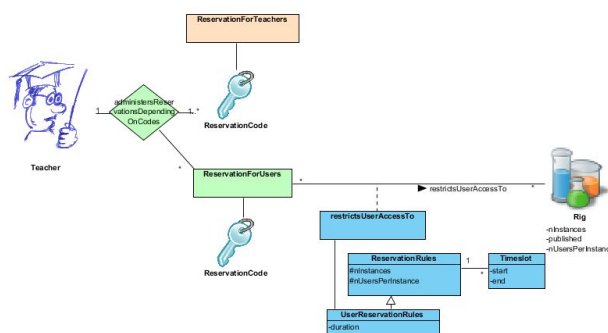 ReservationForTeachers
administersReser
vationsDepending
OnCodes
1
1..*
ReservationCode
Teacher
*
ReservationForUsers
*
restrictsUserAccessTo
*
Rig
-nInstances
-published
-nUsersPerInstance
restrictsUserAccessTo
ReservationCode
ReservationRules
#nInstances
#nUsersPerInstance
1
*
Timeslot
-start
-end
UserReservationRules
-duration